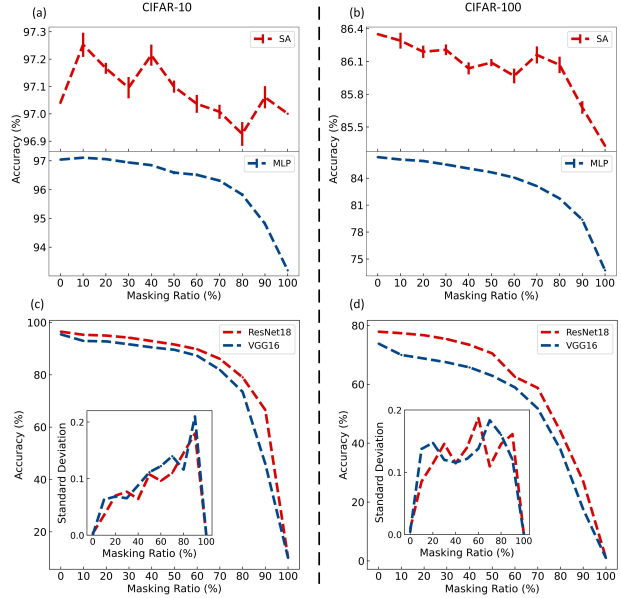 CIFAR-10
CIFAR-100
(a)
97.3
97.2
97.1
97.0
96.9
SA
97
96
95
94
MLP
Accuracy (%)
0 10 20 30 40 50 60 70 80 90 100
Masking Ratio (%)
(b)
86.4
86.1
85.8
85.5
SA
84
81
78
75
MLP
Accuracy (%)
0 10 20 30 40 50 60 70 80 90 100
Masking Ratio (%)
(c)
100
80
60
40
20
Accuracy (%)
ResNet18
VGG16
0.2
0.1
0.0
Standard Deviation
0 20 40 60 80 100
Masking Ratio (%)
0 10 20 30 40 50 60 70 80 90 100
Masking Ratio (%)
(d)
80
60
40
20
0
Accuracy (%)
ResNet18
VGG16
0.2
0.1
0.0
Standard Deviation
0 20 40 60 80 100
Masking Ratio (%)
0 10 20 30 40 50 60 70 80 90 100
Masking Ratio (%)